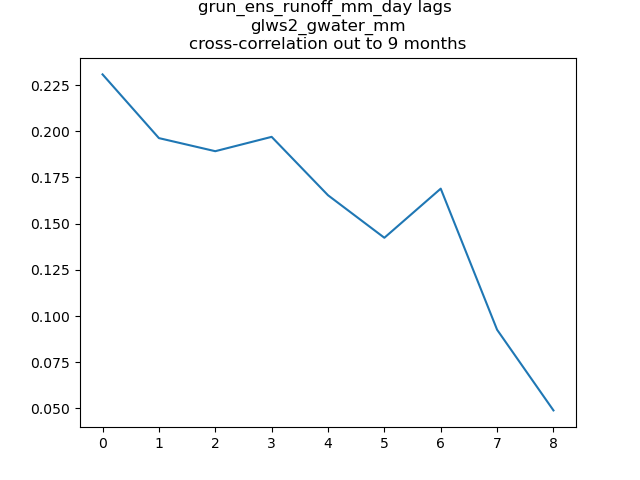 grun_ens_runoff_mm_day lags
glws2_gwater_mm
cross-correlation out to 9 months
0.225
0.200
0.175
0.150
0.125
0.100
0.075
0.050
0 1 2 3 4 5 6 7 8